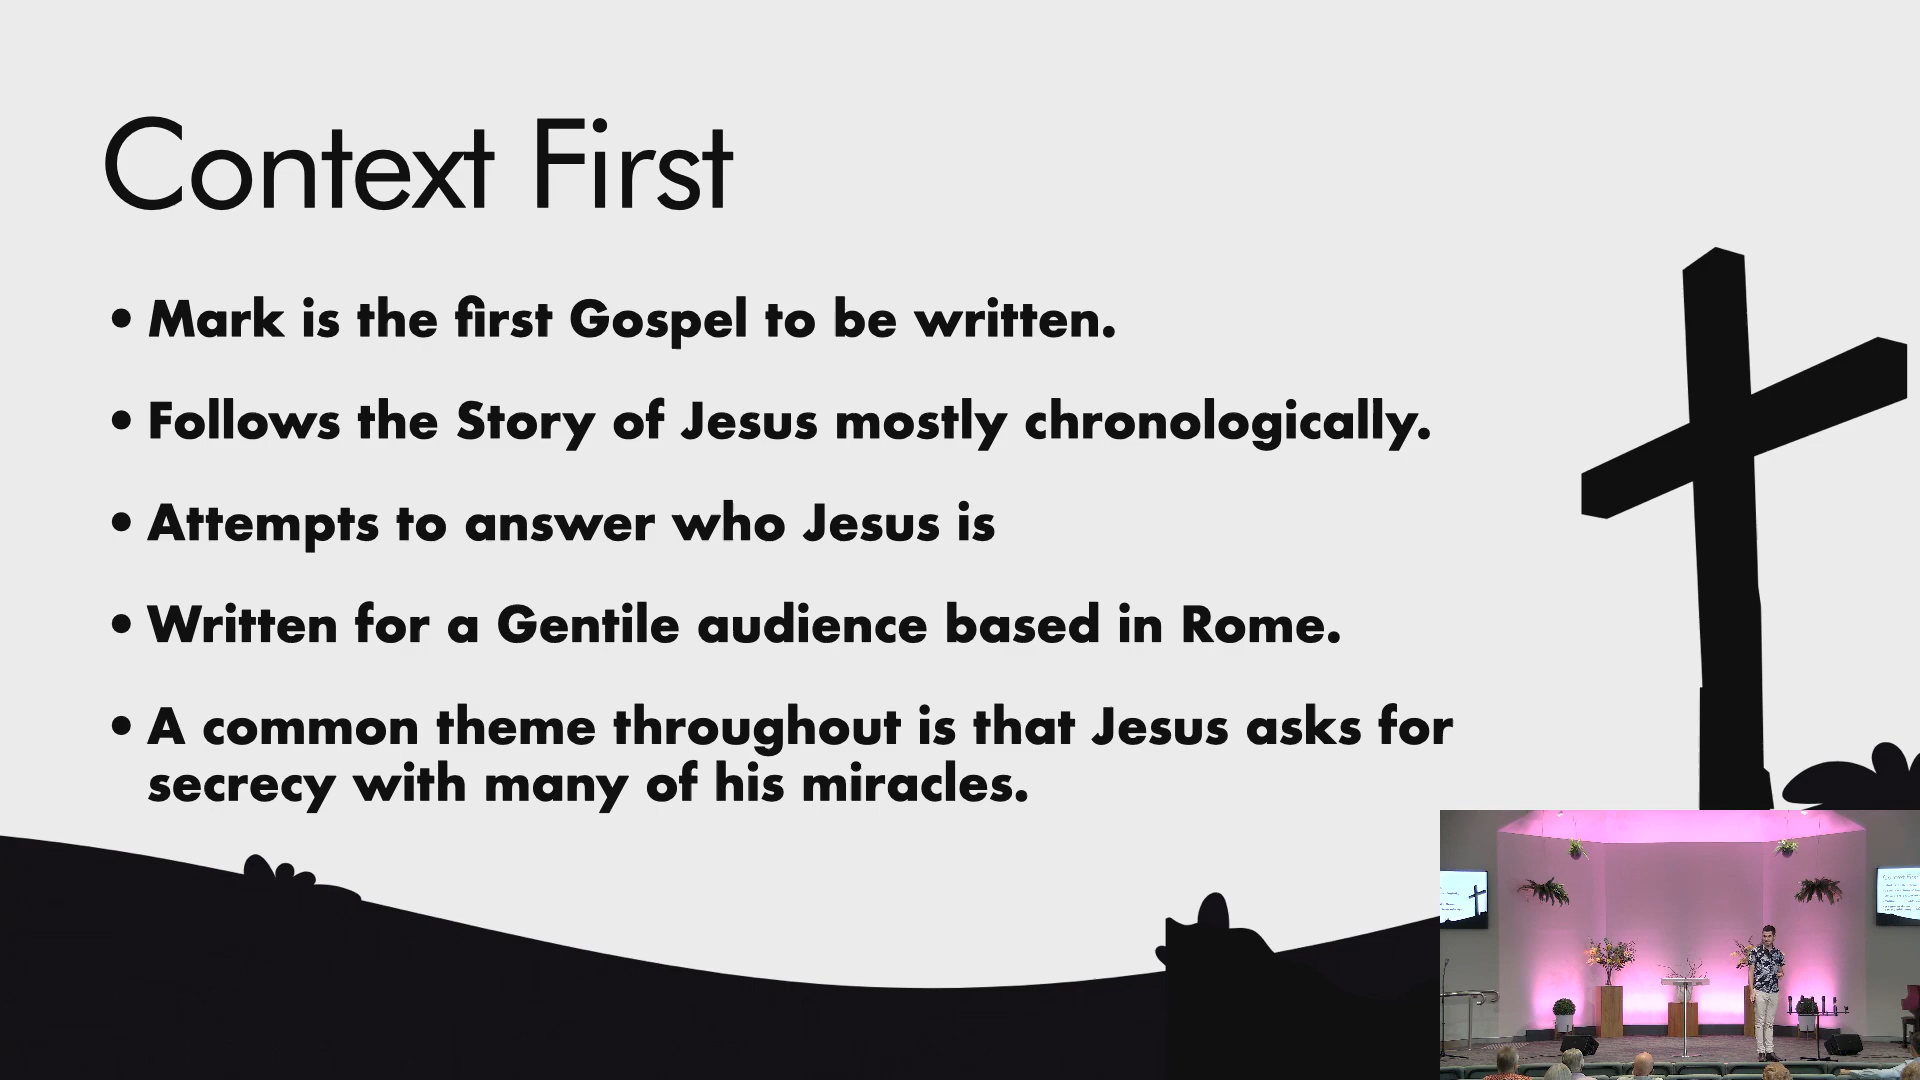 Context First
• Mark is the first Gospel to be written.
• Follows the Story of Jesus mostly chronologically.
• Attempts to answer who Jesus is
• Written for a Gentile audience based in Rome.
• A common theme throughout is that Jesus asks for
secrecy with many of his miracles.